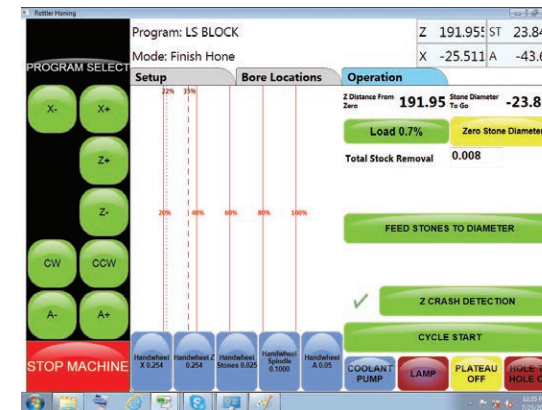 Rottler Honing
Program: LS BLOCK
Z 191.955 ST 23.84
Mode: Finish Hone
X -25.511 A -43.6
PROGRAM SELECT
Setup Bore Locations Operation
22% 35%
Z Distance From Zero 191.95 Stone Diameter To Go -23.8
X- X+
Load 0.7% Zero Stone Diameter
Total Stock Removal 0.008
Z+
Z-
20% 40% 60% 80% 100%
FEED STONES TO DIAMETER
CW CCW
Z CRASH DETECTION
A- A+
CYCLE START
STOP MACHINE
Handwheel X 0.254
Handwheel Z 0.254
Handwheel Stones 0.025
Handwheel Spindle 0.1000
Handwheel A 0.05
COOLANT PUMP
LAMP
PLATEAU OFF
HOLE
HOLE
12:55